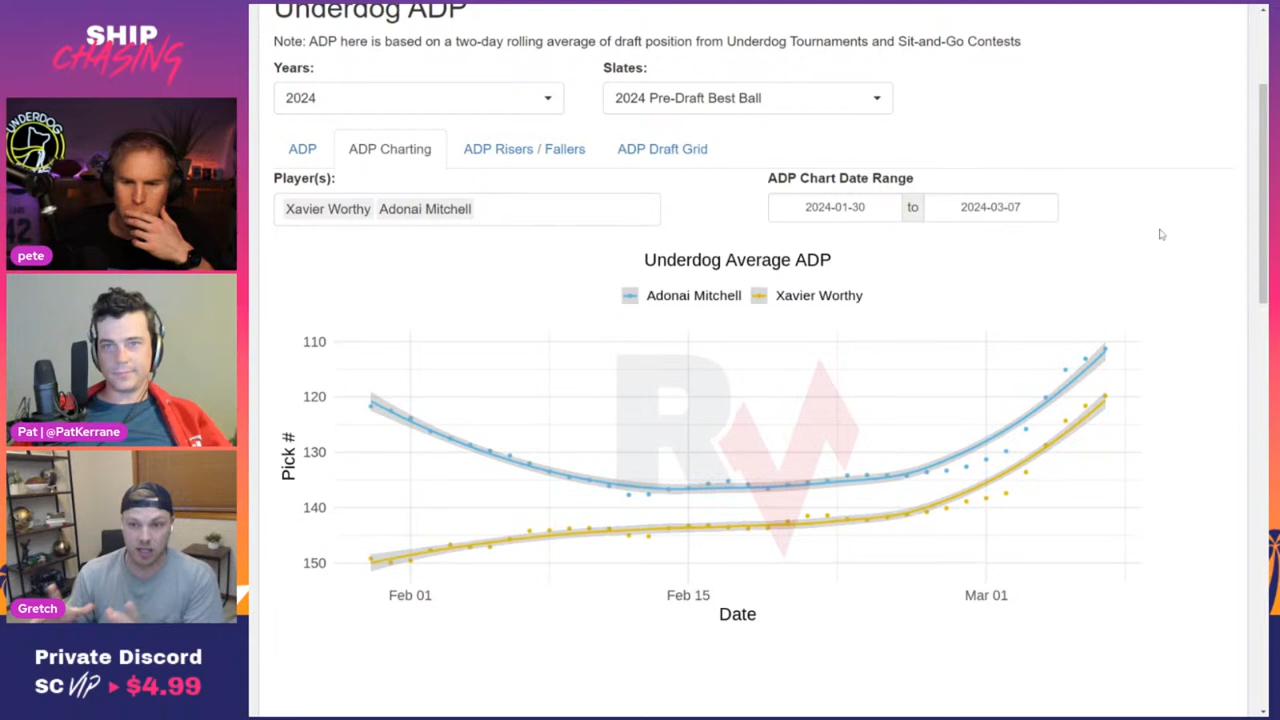 SHIP
CHASING
UNDERDOG
42
pete
Pat | @PatKerrane
Gretch
Private Discord
SC VIP ▸ $4.99
Underdog ADP
Note: ADP here is based on a two-day rolling average of draft position from Underdog Tournaments and Sit-and-Go Contests
Years:
Slates:
2024
2024 Pre-Draft Best Ball
ADP
ADP Charting
ADP Risers / Fallers
ADP Draft Grid
Player(s):
ADP Chart Date Range
Xavier Worthy Adonai Mitchell
2024-01-30 to 2024-03-07
Underdog Average ADP
Adonai Mitchell Xavier Worthy
R
110
120
130
140
150
Pick #
Feb 01 Feb 15 Mar 01
Date